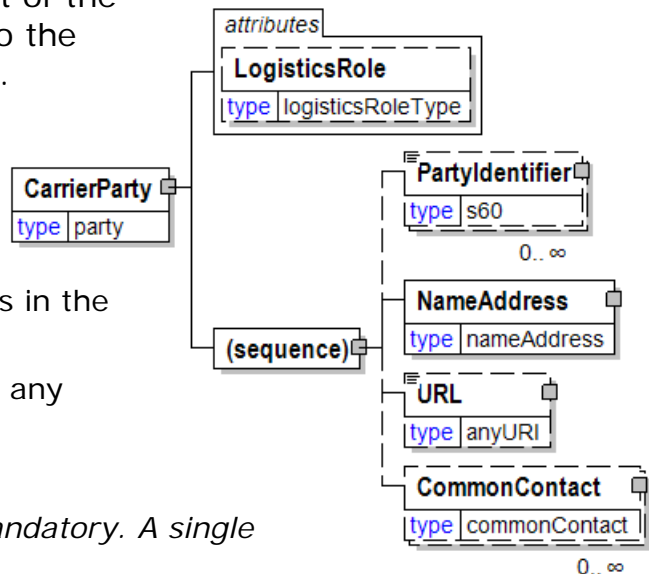 t of the
o the
.
attributes
LogisticsRole
type logisticsRoleType
CarrierParty
type party
PartyIdentifier
type s60
0.. ∞
s in the
NameAddress
type nameAddress
(sequence)
any
URL
type anyURI
CommonContact
type commonContact
ndatory. A single
0.. ∞